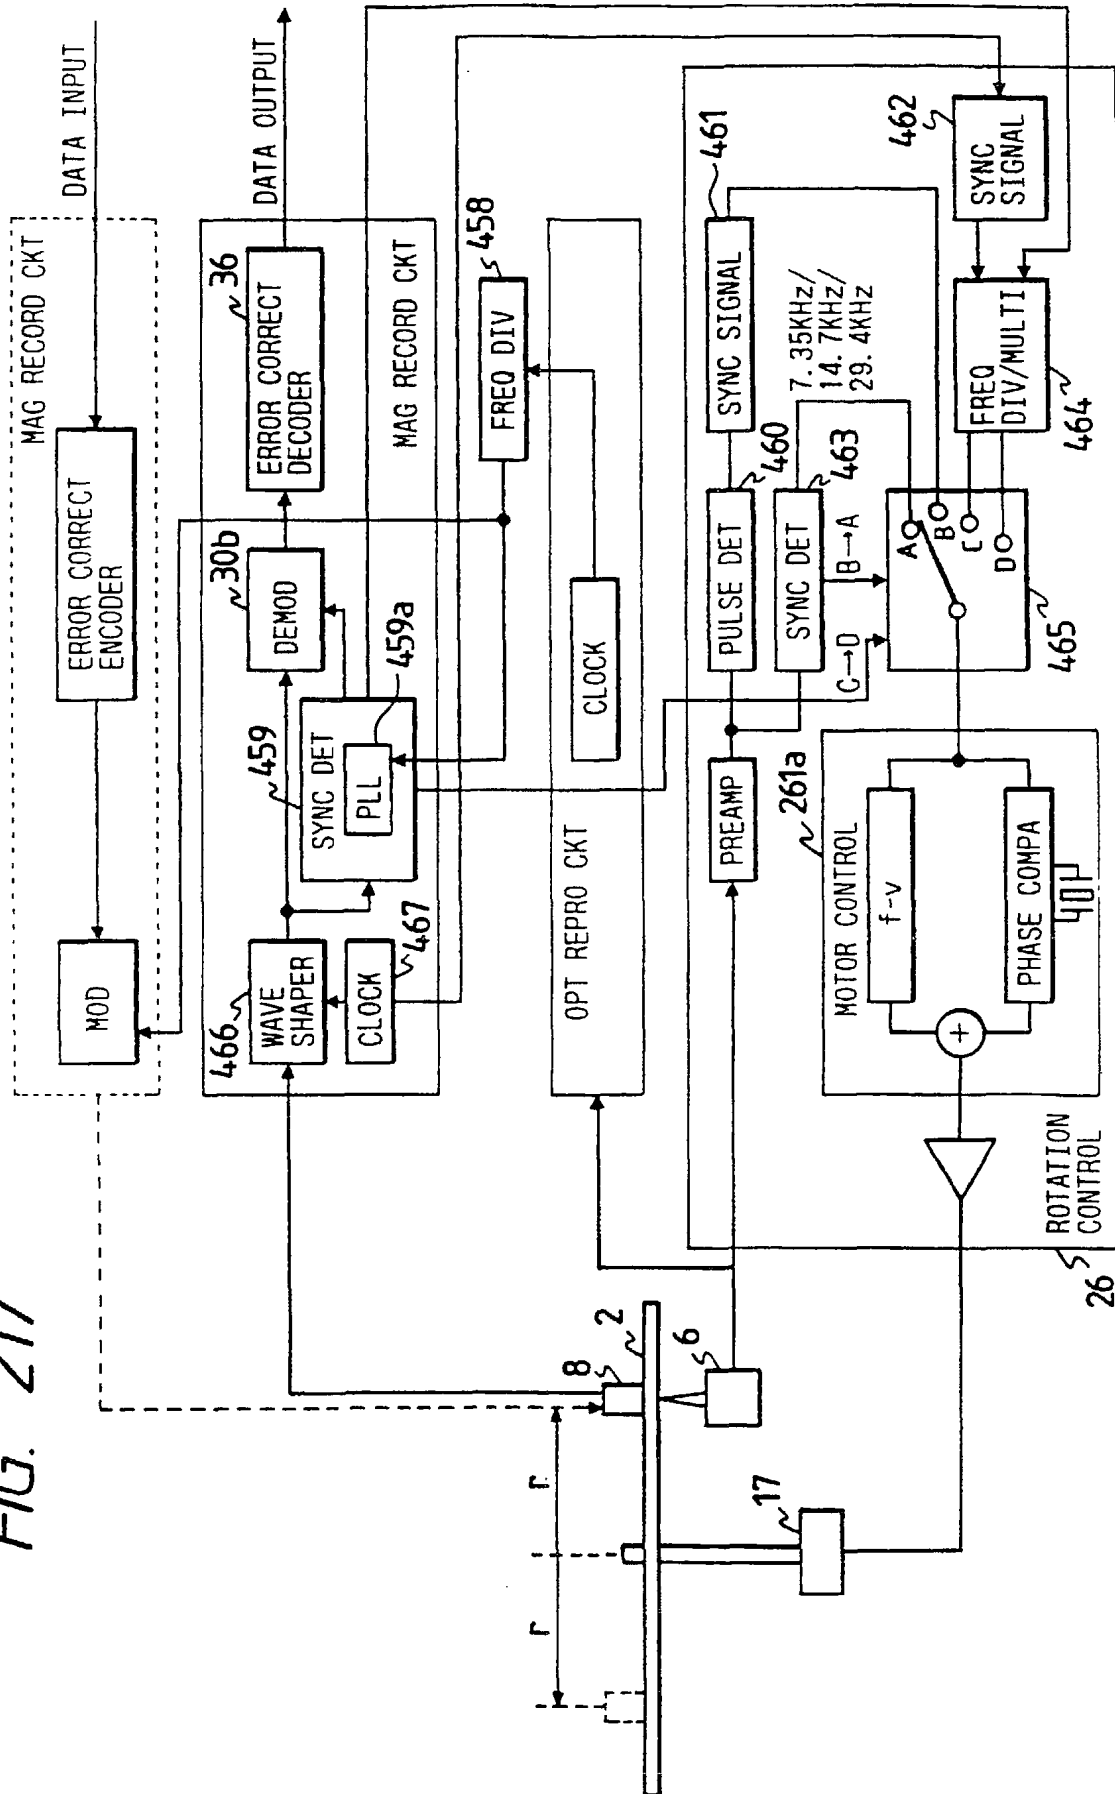 FIG. 217
DATA INPUT
MAG RECORD CKT
ERROR CORRECT
ENCODER
MOD
DATA OUTPUT
MAG RECORD CKT
36
ERROR CORRECT
DECODER
30b
DEMOD
459a
459
SYNC DET
PLL
466
WAVE
SHAPER
467
CLOCK
458
FREQ DIV
CLOCK
OPT REPRO CKT
461
SYNC SIGNAL
462
SYNC
SIGNAL
7.35KHz/
14.7KHz/
29.4KHz
460
PULSE DET
463
SYNC DET
PREAMP
B→A
C→D
FREQ
DIV/MULTI
464
A
B
C
D
465
261a
MOTOR CONTROL
f-v
PHASE COMPA
+
ROTATION
CONTROL
26
8
2
6
17
r
r